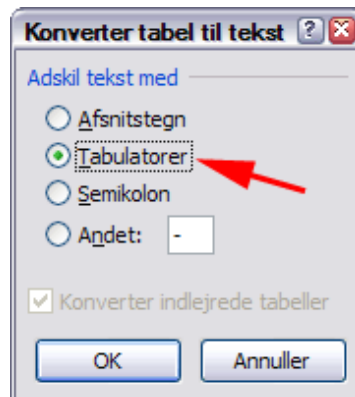 Konverter tabel til tekst
Adskil tekst med
Afsnitstegn
Tabulatorer
Semikolon
Andet: -
Konverter indlejrede tabeller
OK Annuller